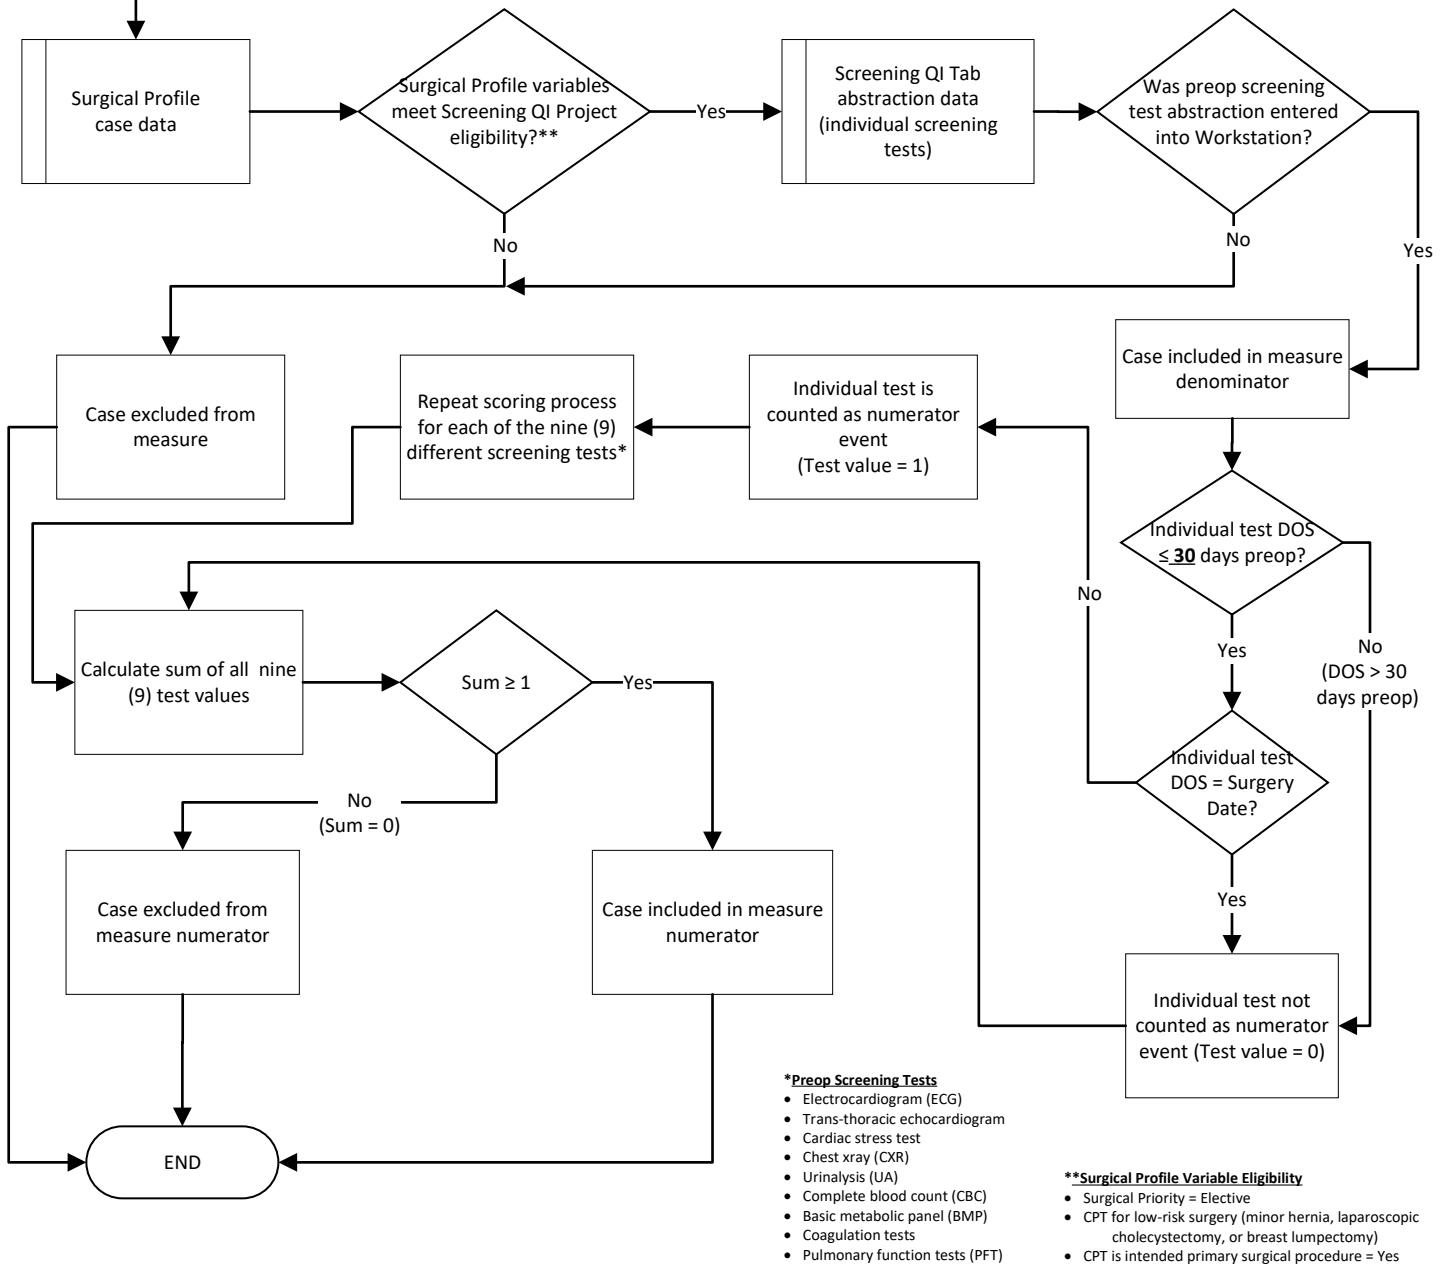 Surgical Profile
case data
Surgical Profile variables
meet Screening QI Project
eligibility?**
Yes
Screening QI Tab
abstraction data
(individual screening
tests)
Was preop screening
test abstraction entered
into Workstation?
No
No
Yes
Case included in measure
denominator
Case excluded from
measure
Repeat scoring process
for each of the nine (9)
different screening tests*
Individual test is
counted as numerator
event
(Test value = 1)
Individual test DOS
≤ 30 days preop?
No
Yes
No
(DOS > 30
days preop)
Calculate sum of all nine
(9) test values
Sum ≥ 1
Yes
Individual test
DOS = Surgery
Date?
No
(Sum = 0)
Yes
Case excluded from
measure numerator
Case included in measure
numerator
Individual test not
counted as numerator
event (Test value = 0)
END
*Preop Screening Tests
• Electrocardiogram (ECG)
• Trans-thoracic echocardiogram
• Cardiac stress test
• Chest xray (CXR)
• Urinalysis (UA)
• Complete blood count (CBC)
• Basic metabolic panel (BMP)
• Coagulation tests
• Pulmonary function tests (PFT)
**Surgical Profile Variable Eligibility
• Surgical Priority = Elective
• CPT for low-risk surgery (minor hernia, laparoscopic
cholecystectomy, or breast lumpectomy)
• CPT is intended primary surgical procedure = Yes